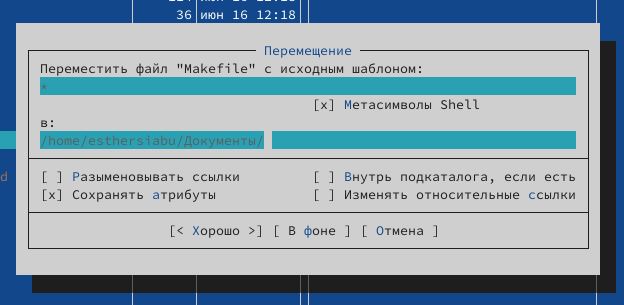 36 июн 16 12:18
Перемещение
Переместить файл "Makefile" с исходным шаблоном:
*
[x] Метасимволы Shell
в:
/home/esthersiabu/Документы/
d
[ ] Разыменовывать ссылки [ ] Внутрь подкаталога, если есть
[x] Сохранять атрибуты [ ] Изменять относительные ссылки
[< Хорошо >] [ В фоне ] [ Отмена ]